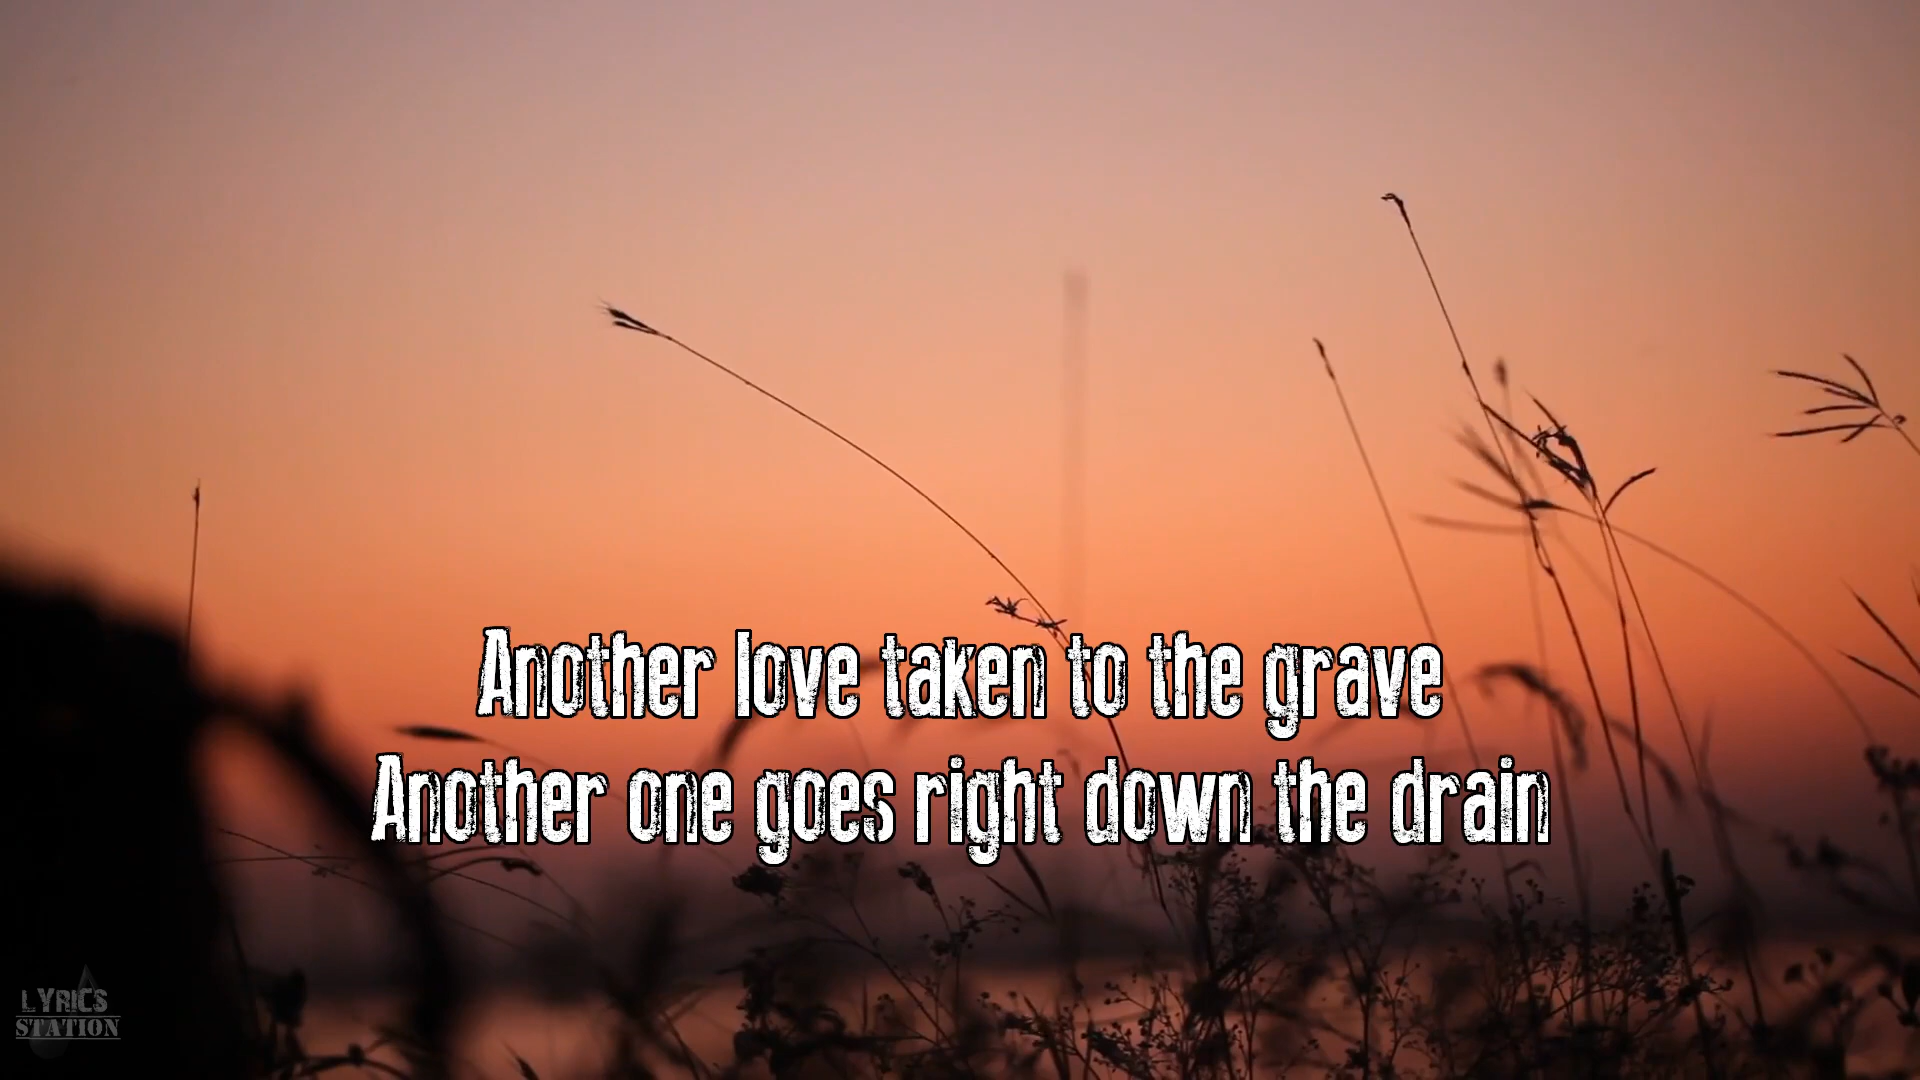 Another love taken to the grave
Another one goes right down the drain
LYRICS
STATION